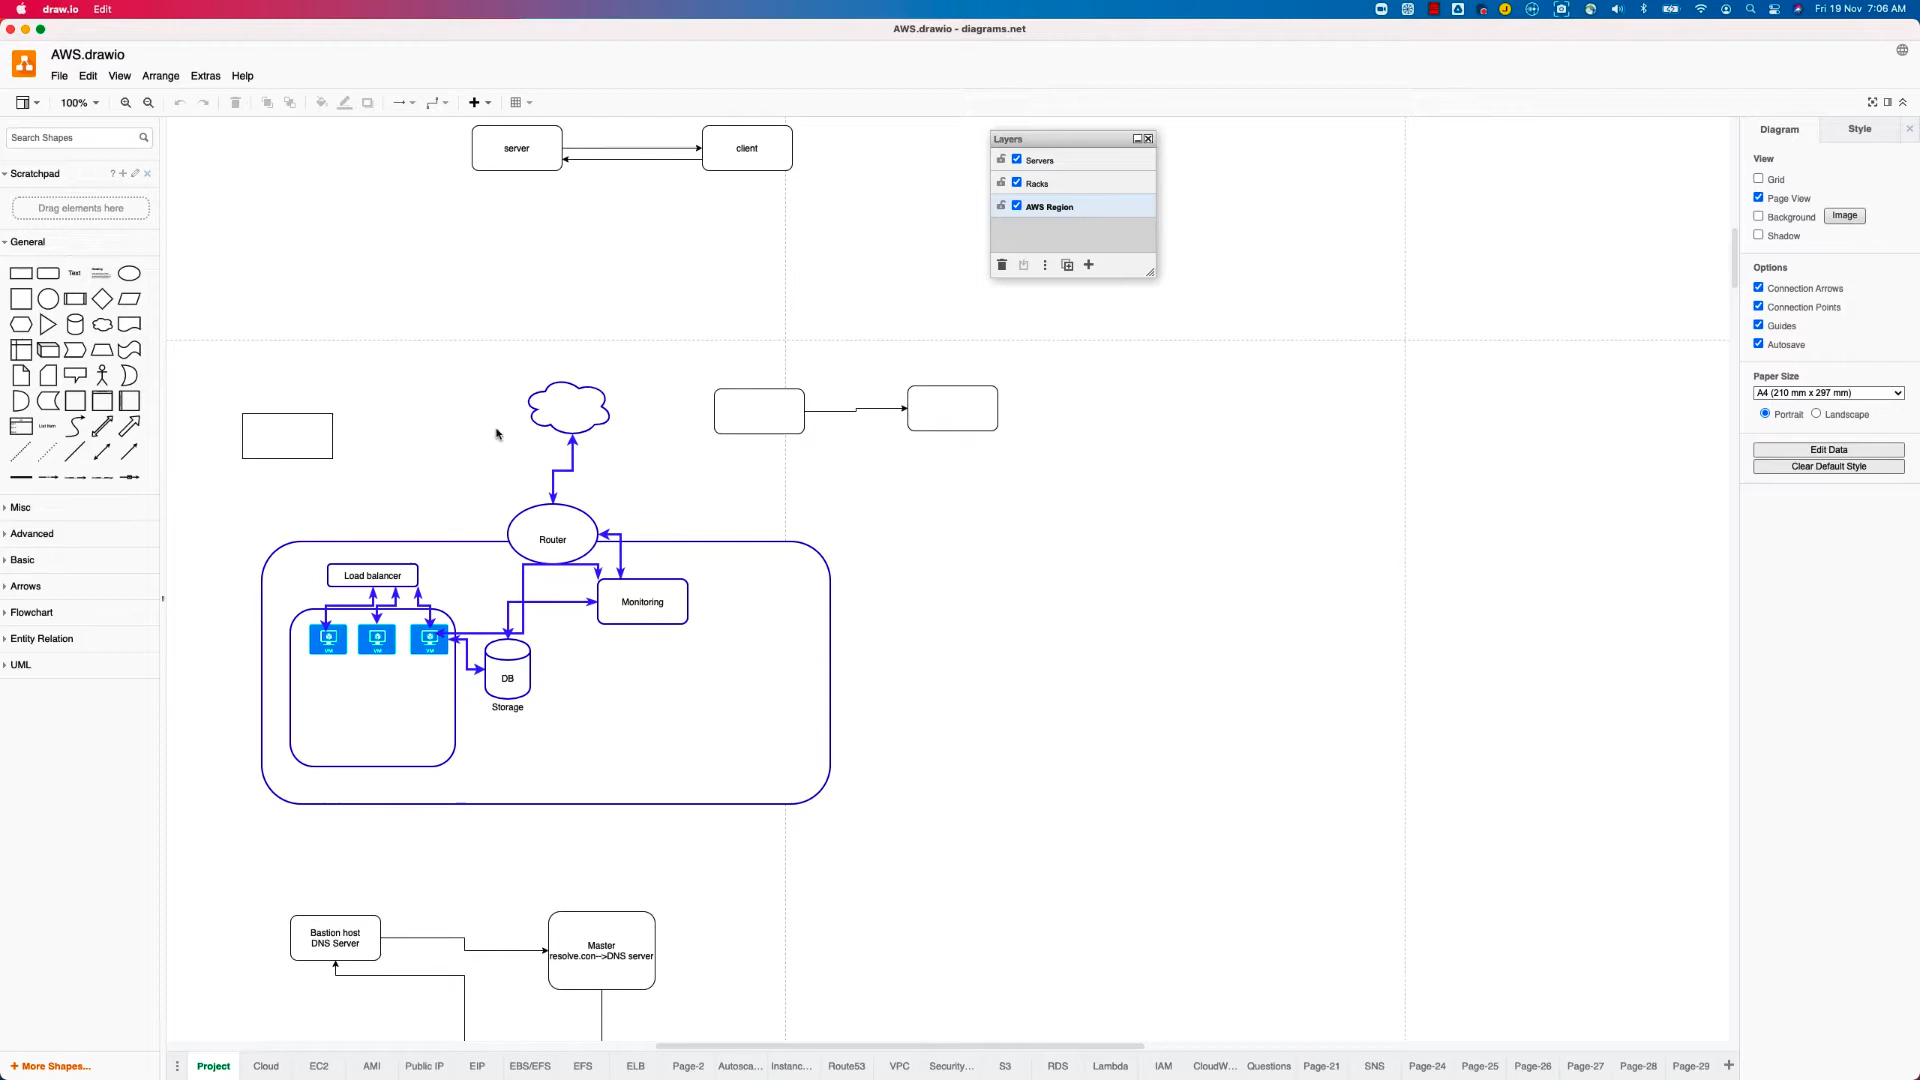 draw.io Edit
Fri 19 Nov 7:06 AM
AWS.drawio - diagrams.net
AWS.drawio
File Edit View Arrange Extras Help
100%
Search Shapes
Scratchpad
?
Drag elements here
General
Text
Heading
List Item
Misc
Advanced
Basic
Arrows
Flowchart
Entity Relation
UML
+ More Shapes...
server
client
Layers
Servers
Racks
AWS Region
Router
Load balancer
Monitoring
VM
VM
VM
DB
Storage
Bastion host
DNS Server
Master
resolve.con-->DNS server
Diagram
Style
View
Grid
Page View
Background
Image
Shadow
Options
Connection Arrows
Connection Points
Guides
Autosave
Paper Size
A4 (210 mm x 297 mm)
Portrait
Landscape
Edit Data
Clear Default Style
Project Cloud EC2 AMI Public IP EIP EBS/EFS EFS ELB Page-2 Autosca... Instanc... Route53 VPC Security... S3 RDS Lambda IAM CloudW... Questions Page-21 SNS Page-24 Page-25 Page-26 Page-27 Page-28 Page-29